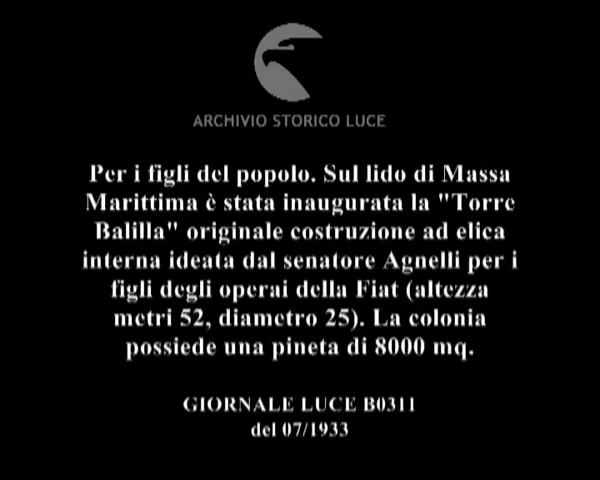 ARCHIVIO STORICO LUCE
Per i figli del popolo. Sul lido di Massa
Marittima è stata inaugurata la "Torre
Balilla" originale costruzione ad elica
interna ideata dal senatore Agnelli per i
figli degli operai della Fiat (altezza
metri 52, diametro 25). La colonia
possiede una pineta di 8000 mq.
GIORNALE LUCE B0311
del 07/1933